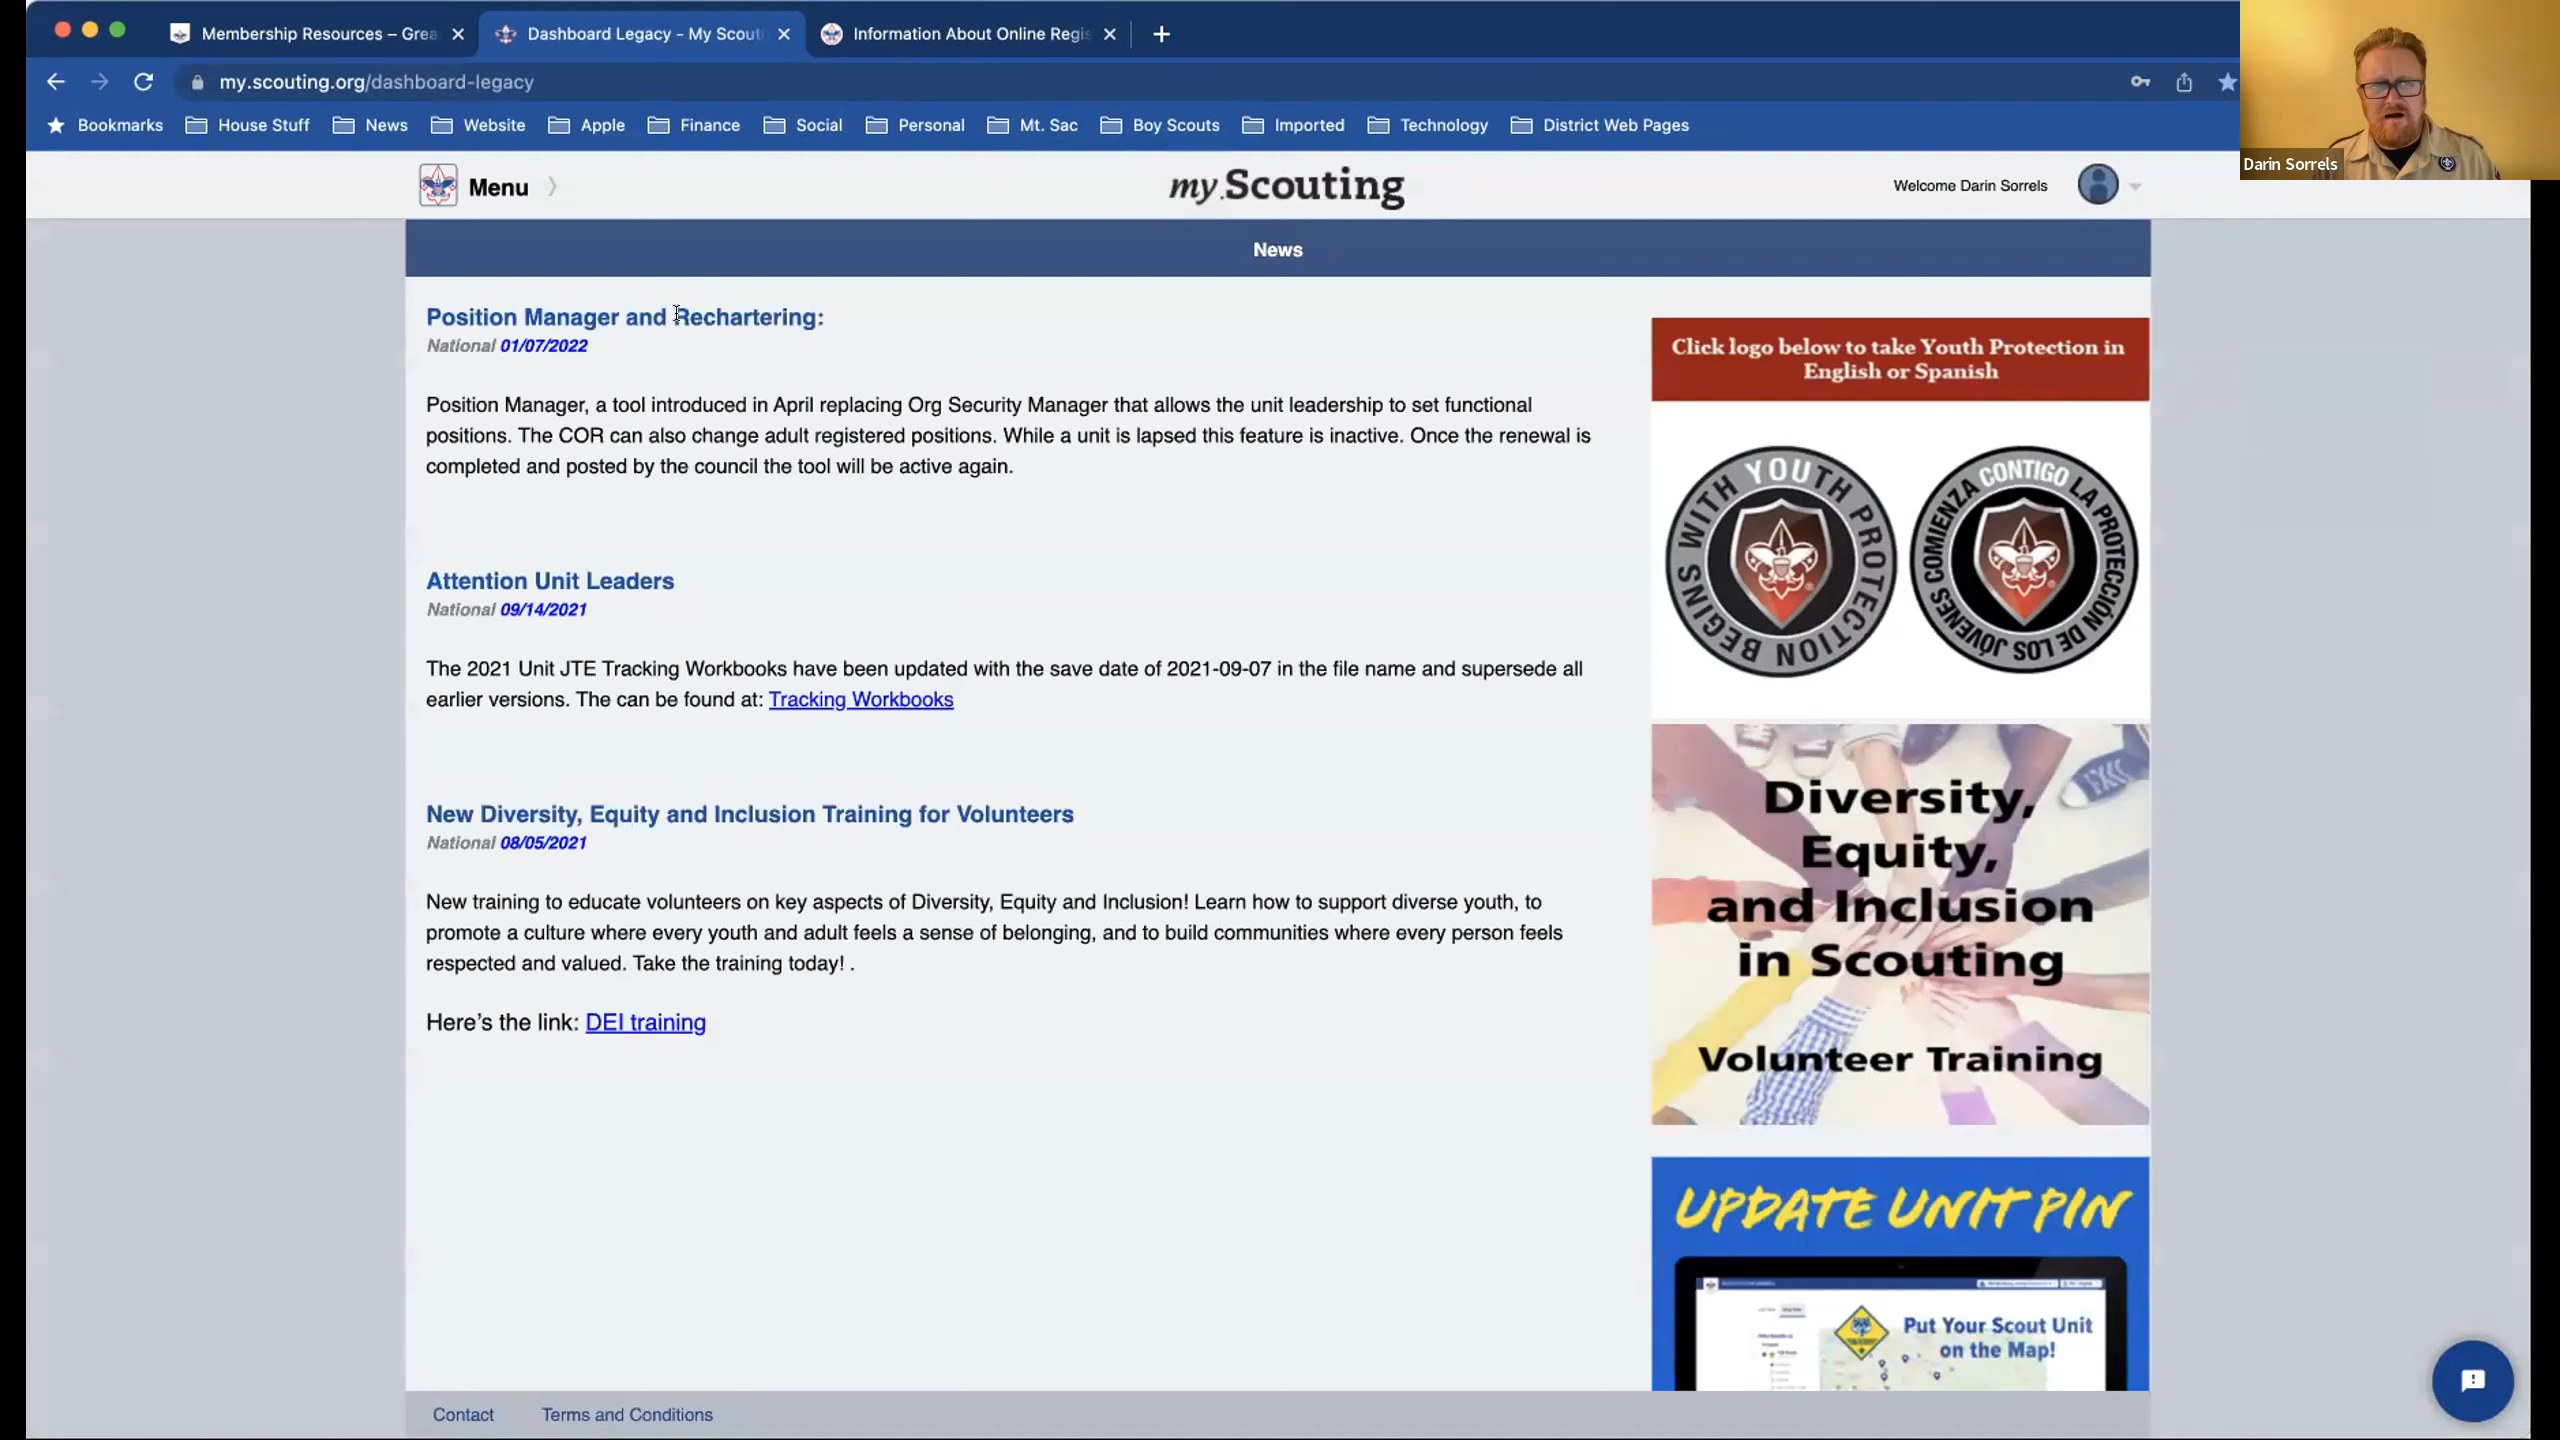 Membership Resources – Grea
Dashboard Legacy - My Scout
Information About Online Regis
my.scouting.org/dashboard-legacy
Bookmarks
House Stuff
News
Website
Apple
Finance
Social
Personal
Mt. Sac
Boy Scouts
Imported
Technology
District Web Pages
Darin Sorrels
Menu
my.Scouting
Welcome Darin Sorrels
News
Position Manager and Rechartering:
National 01/07/2022
Position Manager, a tool introduced in April replacing Org Security Manager that allows the unit leadership to set functional
positions. The COR can also change adult registered positions. While a unit is lapsed this feature is inactive. Once the renewal is
completed and posted by the council the tool will be active again.
Attention Unit Leaders
National 09/14/2021
The 2021 Unit JTE Tracking Workbooks have been updated with the save date of 2021-09-07 in the file name and supersede all
earlier versions. The can be found at: Tracking Workbooks
New Diversity, Equity and Inclusion Training for Volunteers
National 08/05/2021
New training to educate volunteers on key aspects of Diversity, Equity and Inclusion! Learn how to support diverse youth, to
promote a culture where every youth and adult feels a sense of belonging, and to build communities where every person feels
respected and valued. Take the training today! .
Here's the link: DEI training
Click logo below to take Youth Protection in
English or Spanish
YOUTH PROTECTION BEGINS WITH
CONTIGO LA PROTECCIÓN DE LOS JÓVENES COMIENZA
Diversity,
Equity,
and Inclusion
in Scouting
Volunteer Training
UPDATE UNIT PIN
Put Your Scout Unit
on the Map!
Contact
Terms and Conditions